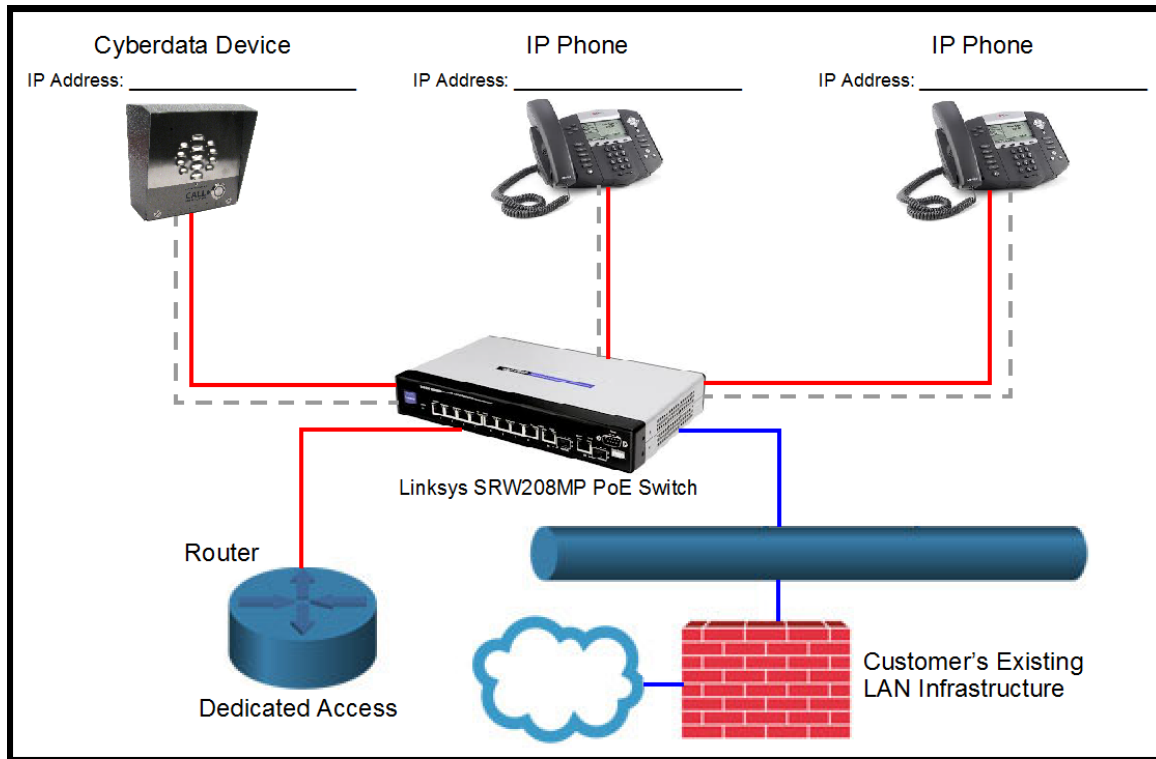 Cyberdata Device
IP Phone
IP Phone
IP Address:
IP Address:
IP Address:
CALL
Linksys SRW208MP PoE Switch
Router
Dedicated Access
Customer’s Existing
LAN Infrastructure